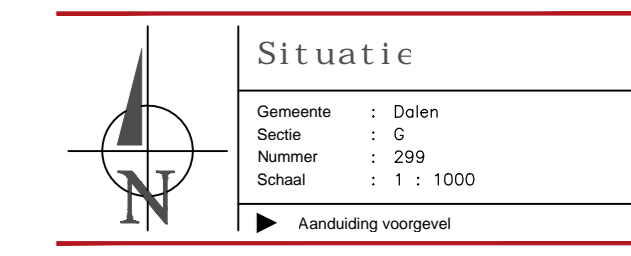 Situatie
Gemeente : Dalen
Sectie : G
Nummer : 299
Schaal : 1 : 1000
Aanduiding voorgevel
N